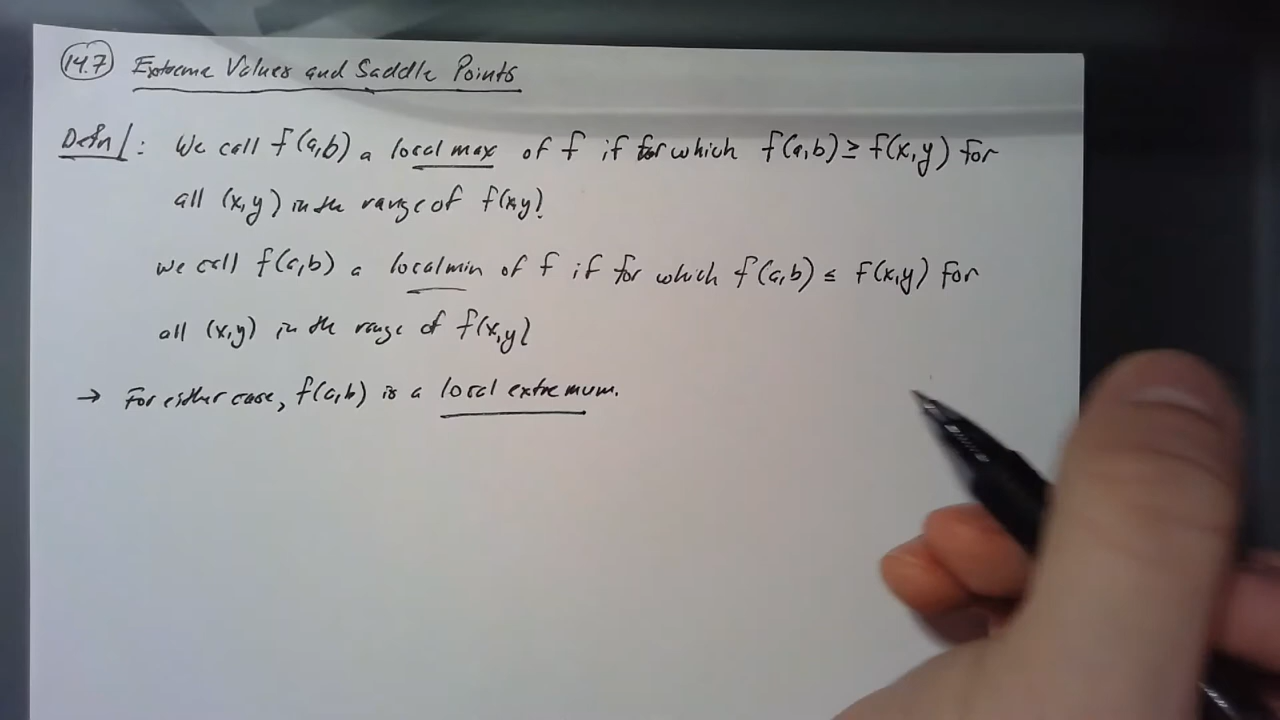 14.7 Extreme Values and Saddle Points
Defn/: We call f(a,b) a local max of f if for which f(a,b) ≥ f(x,y) for
all (x,y) in the range of f(x,y).
We call f(a,b) a local min of f if for which f(a,b) ≤ f(x,y) for
all (x,y) in the range of f(x,y)
→ For either case, f(a,b) is a local extremum.